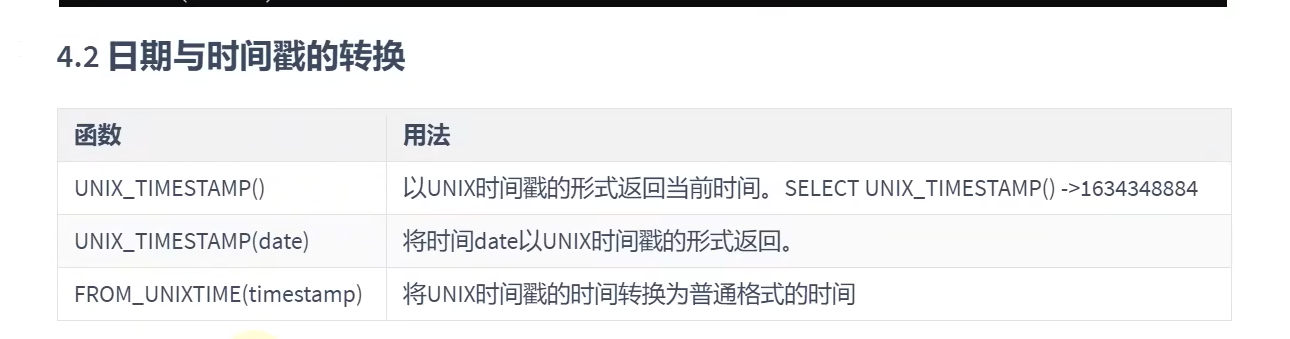 4.2 日期与时间戳的转换
函数 用法
UNIX_TIMESTAMP() 以UNIX时间戳的形式返回当前时间。SELECT UNIX_TIMESTAMP() ->1634348884
UNIX_TIMESTAMP(date) 将时间date以UNIX时间戳的形式返回。
FROM_UNIXTIME(timestamp) 将UNIX时间戳的时间转换为普通格式的时间